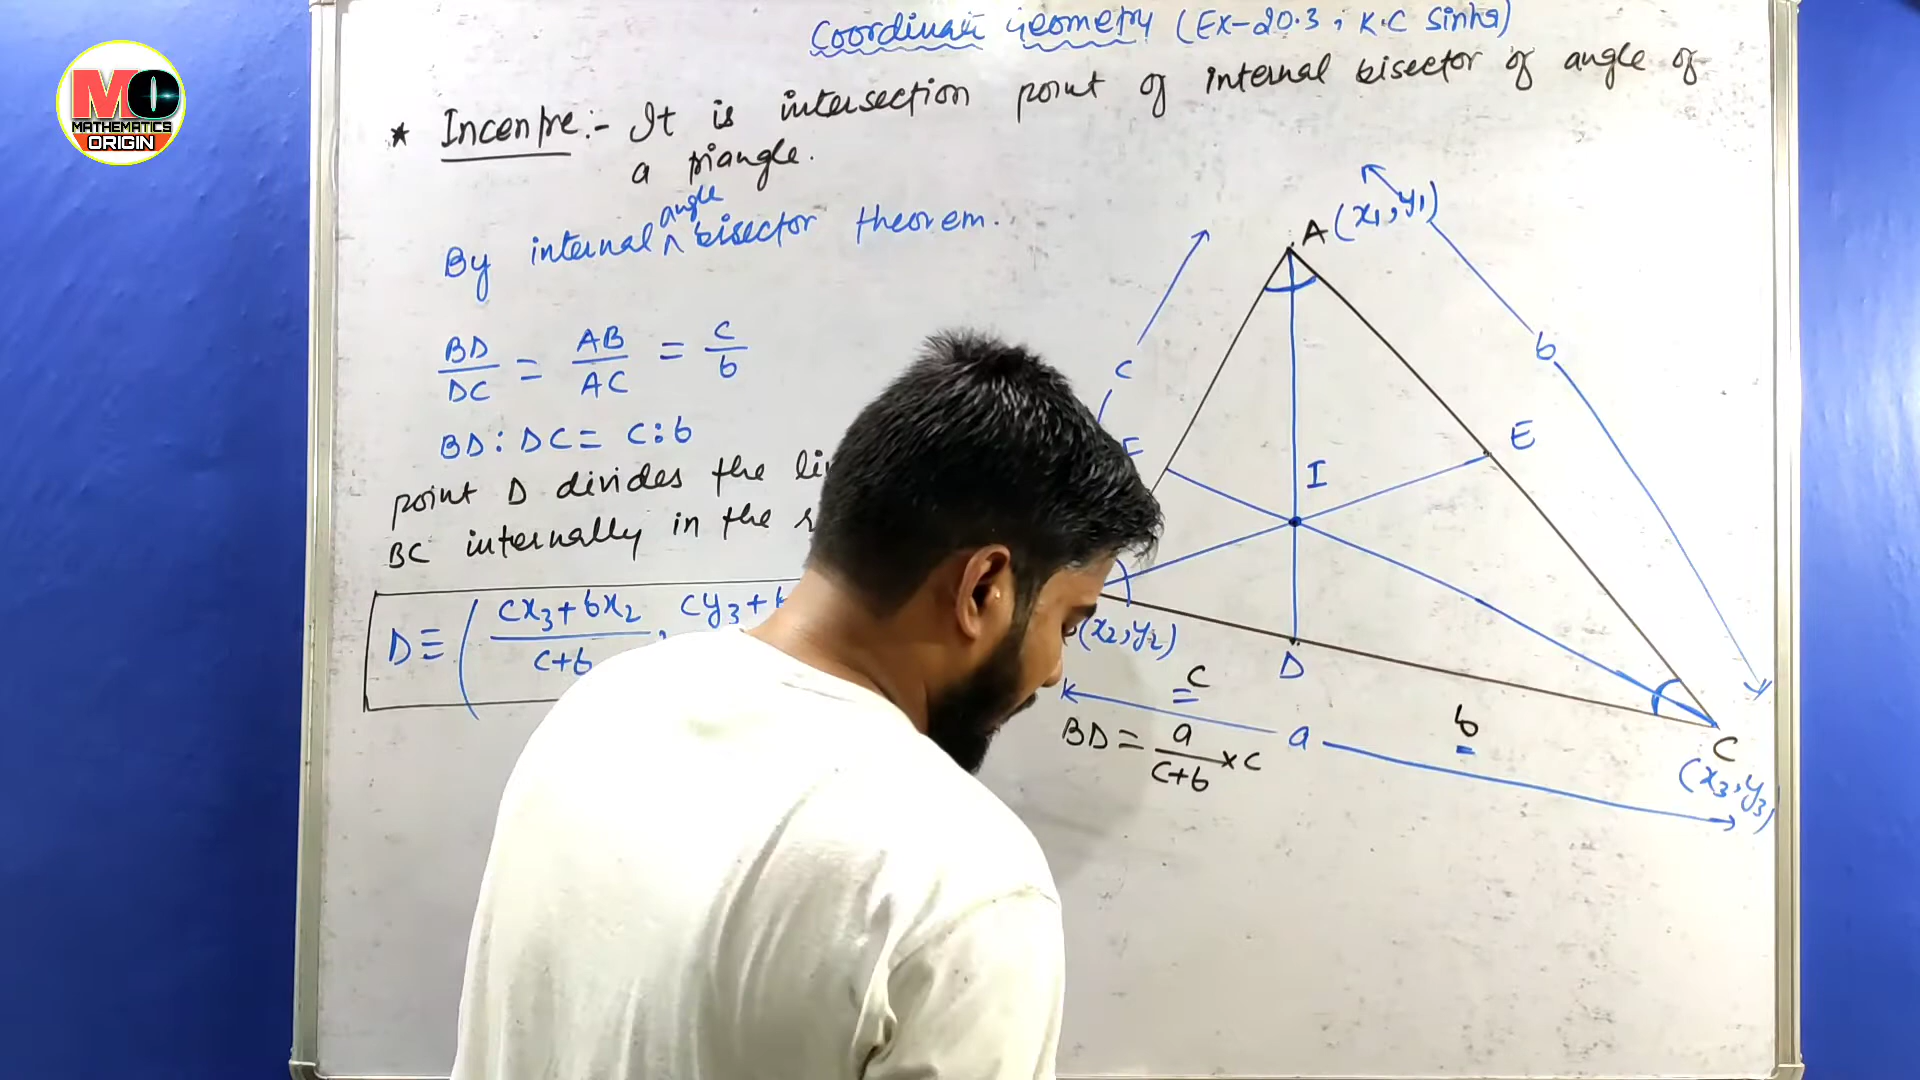 MO
MATHEMATICS
ORIGIN
Coordinate Geometry (Ex-20.3, K.C Sinha)
* Incentre:- It is intersection point of internal bisector of angle of
a triangle.
By internal ∧ bisector theorem.
angle
BD/DC = AB/AC = c/b
BD : DC = c : b
point D divides the
BC internally in the
D ≡ ( (cx₃+bx₂)/(c+b), cy₃+
A (x₁, y₁)
c
b
E
I
(x₂, y₂)
D
c
a
b
C
(x₃, y₃)
BD = a/(c+b) × c